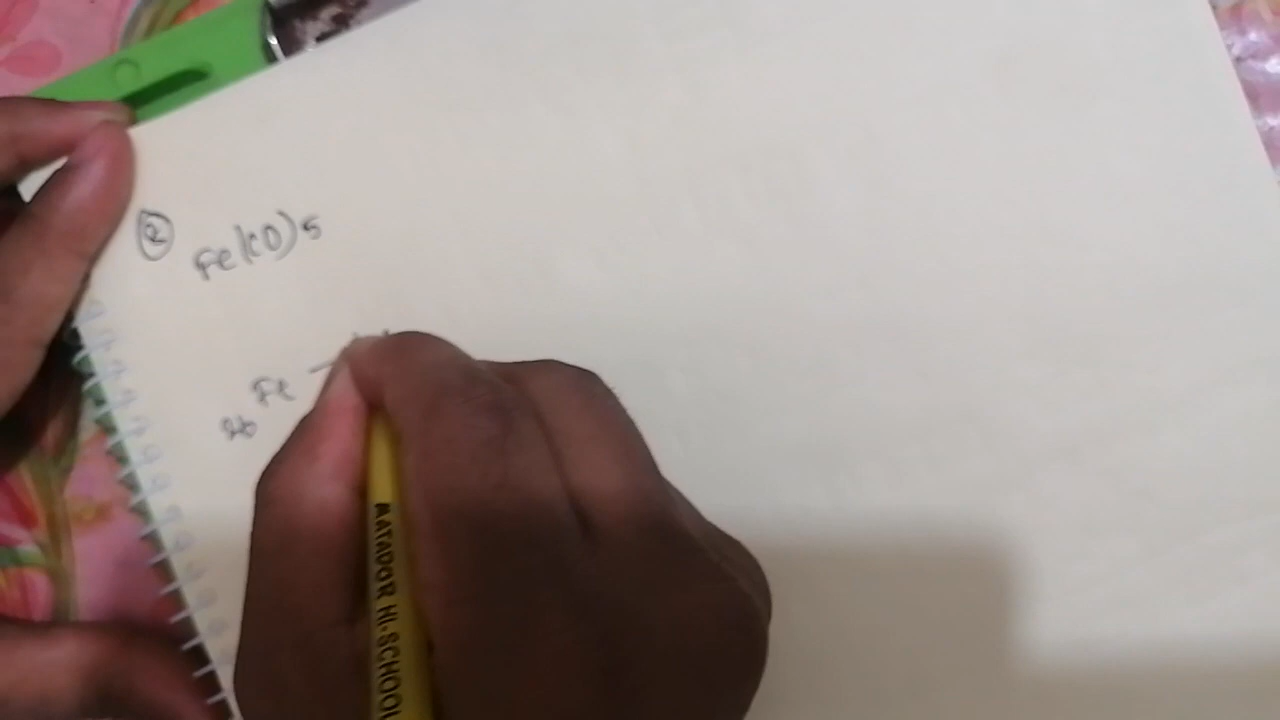 ② Fe(CO)5
26 Fe —
MATADOR HI-SCHOOL